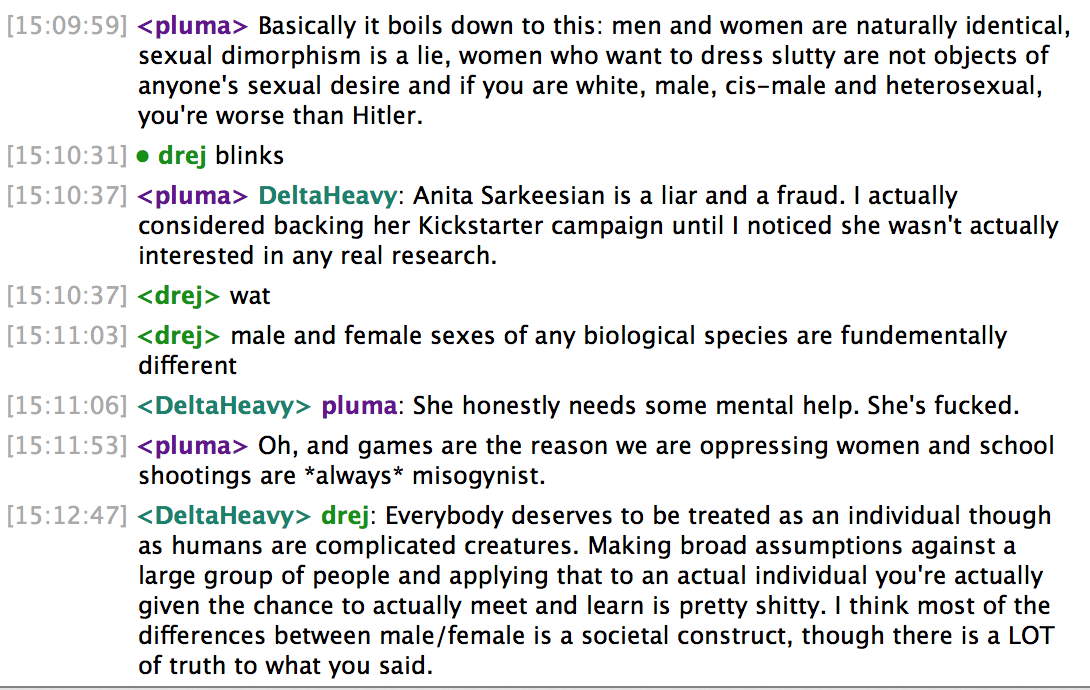 [15:09:59] <pluma> Basically it boils down to this: men and women are naturally identical,
sexual dimorphism is a lie, women who want to dress slutty are not objects of
anyone's sexual desire and if you are white, male, cis-male and heterosexual,
you're worse than Hitler.
[15:10:31] ● drej blinks
[15:10:37] <pluma> DeltaHeavy: Anita Sarkeesian is a liar and a fraud. I actually
considered backing her Kickstarter campaign until I noticed she wasn't actually
interested in any real research.
[15:10:37] <drej> wat
[15:11:03] <drej> male and female sexes of any biological species are fundementally
different
[15:11:06] <DeltaHeavy> pluma: She honestly needs some mental help. She's fucked.
[15:11:53] <pluma> Oh, and games are the reason we are oppressing women and school
shootings are *always* misogynist.
[15:12:47] <DeltaHeavy> drej: Everybody deserves to be treated as an individual though
as humans are complicated creatures. Making broad assumptions against a
large group of people and applying that to an actual individual you're actually
given the chance to actually meet and learn is pretty shitty. I think most of the
differences between male/female is a societal construct, though there is a LOT
of truth to what you said.